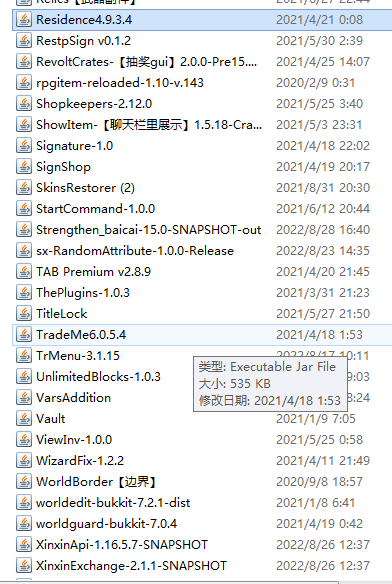 Residence4.9.3.4 2021/4/21 0:08
RestpSign v0.1.2 2021/5/30 2:39
RevoltCrates-【抽奖gui】2.0.0-Pre15.... 2021/4/25 14:07
rpgitem-reloaded-1.10-v.143 2020/2/9 0:31
Shopkeepers-2.12.0 2021/5/25 3:40
ShowItem-【聊天栏里展示】1.5.18-Cra... 2021/5/3 23:31
Signature-1.0 2021/4/18 22:02
SignShop 2021/4/19 20:17
SkinsRestorer (2) 2021/8/31 20:30
StartCommand-1.0.0 2021/6/12 20:44
Strengthen_baicai-15.0-SNAPSHOT-out 2022/8/28 16:40
sx-RandomAttribute-1.0.0-Release 2022/8/23 14:35
TAB Premium v2.8.9 2021/4/20 21:45
ThePlugins-1.0.3 2021/3/31 21:23
TitleLock 2021/5/27 21:50
TradeMe6.0.5.4 2021/4/18 1:53
TrMenu-3.1.15 10:11
类型: Executable Jar File
UnlimitedBlocks-1.0.3 9:03
大小: 535 KB
VarsAddition 8:24
修改日期: 2021/4/18 1:53
Vault 2021/1/9 7:05
ViewInv-1.0.0 2021/5/25 0:58
WizardFix-1.2.2 2021/4/11 21:49
WorldBorder【边界】 2020/9/8 18:57
worldedit-bukkit-7.2.1-dist 2021/1/8 6:41
worldguard-bukkit-7.0.4 2021/4/19 0:42
XinxinApi-1.16.5.7-SNAPSHOT 2022/8/26 12:37
XinxinExchange-2.1.1-SNAPSHOT 2022/8/26 12:37